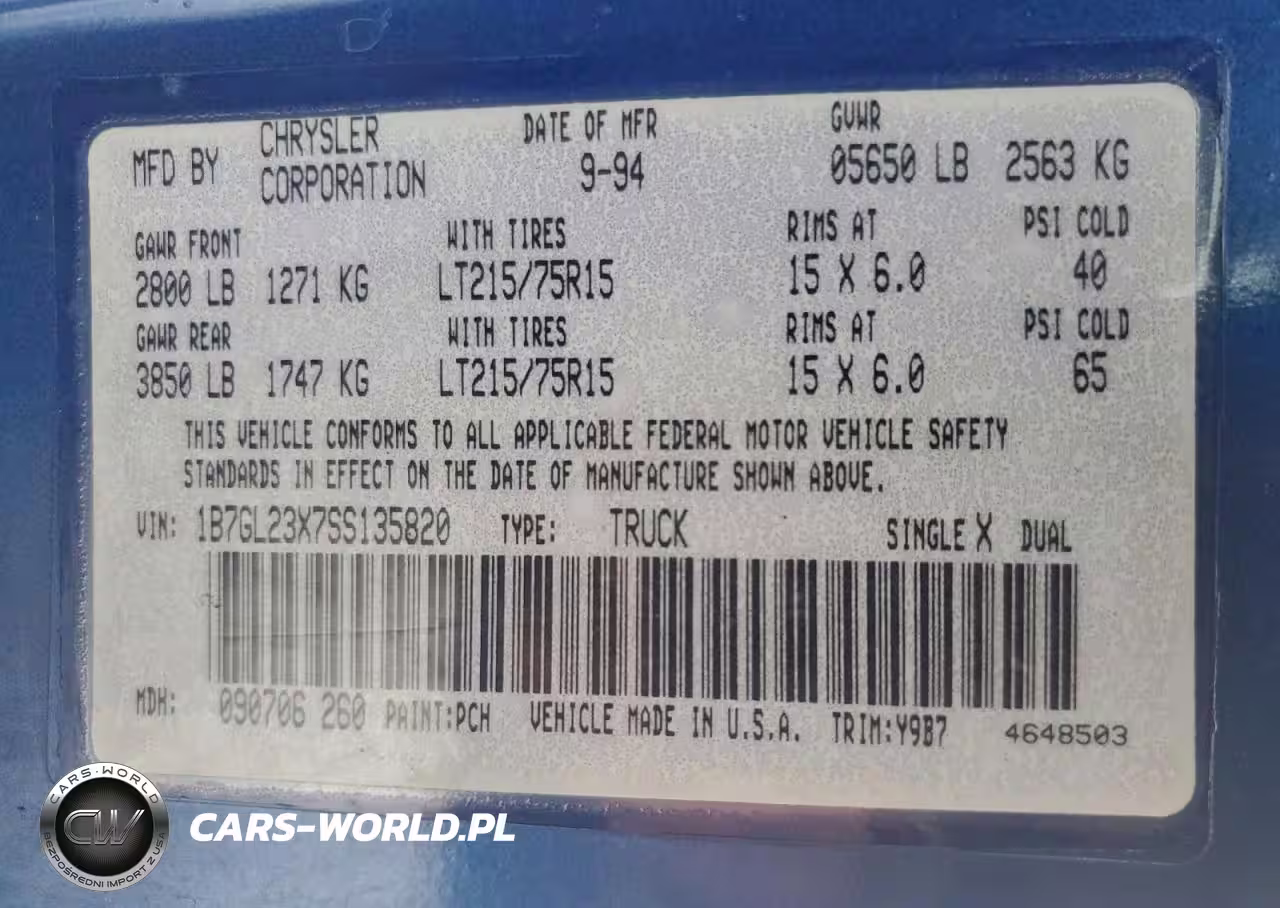 MFD BY CHRYSLER CORPORATION DATE OF MFR 9-94 GVWR 05650 LB 2563 KG
GAWR FRONT WITH TIRES RIMS AT PSI COLD
2800 LB 1271 KG LT215/75R15 15 X 6.0 40
GAWR REAR WITH TIRES RIMS AT PSI COLD
3850 LB 1747 KG LT215/75R15 15 X 6.0 65
THIS VEHICLE CONFORMS TO ALL APPLICABLE FEDERAL MOTOR VEHICLE SAFETY
STANDARDS IN EFFECT ON THE DATE OF MANUFACTURE SHOWN ABOVE.
VIN: 1B7GL23X7SS135820 TYPE: TRUCK SINGLE X DUAL
MDH: 090706 260 PAINT:PCH VEHICLE MADE IN U.S.A. TRIM:Y9B7 4648503
CARS-WORLD
CW
BEZPOŚREDNI IMPORT Z USA
CARS-WORLD.PL